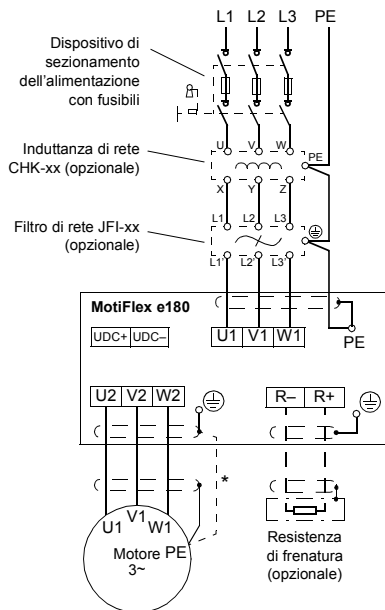 L1 L2 L3 PE
Dispositivo di
sezionamento
dell'alimentazione
con fusibili
U V W
Induttanza di rete
CHK-xx (opzionale)
PE
X Y Z
Filtro di rete JFI-xx
(opzionale)
L1 L2 L3
L1' L2' L3'
MotiFlex e180
UDC+ UDC–
U1 V1 W1
PE
U2 V2 W2
R– R+
*
U1 V1 W1
Motore PE
3~
Resistenza
di frenatura
(opzionale)